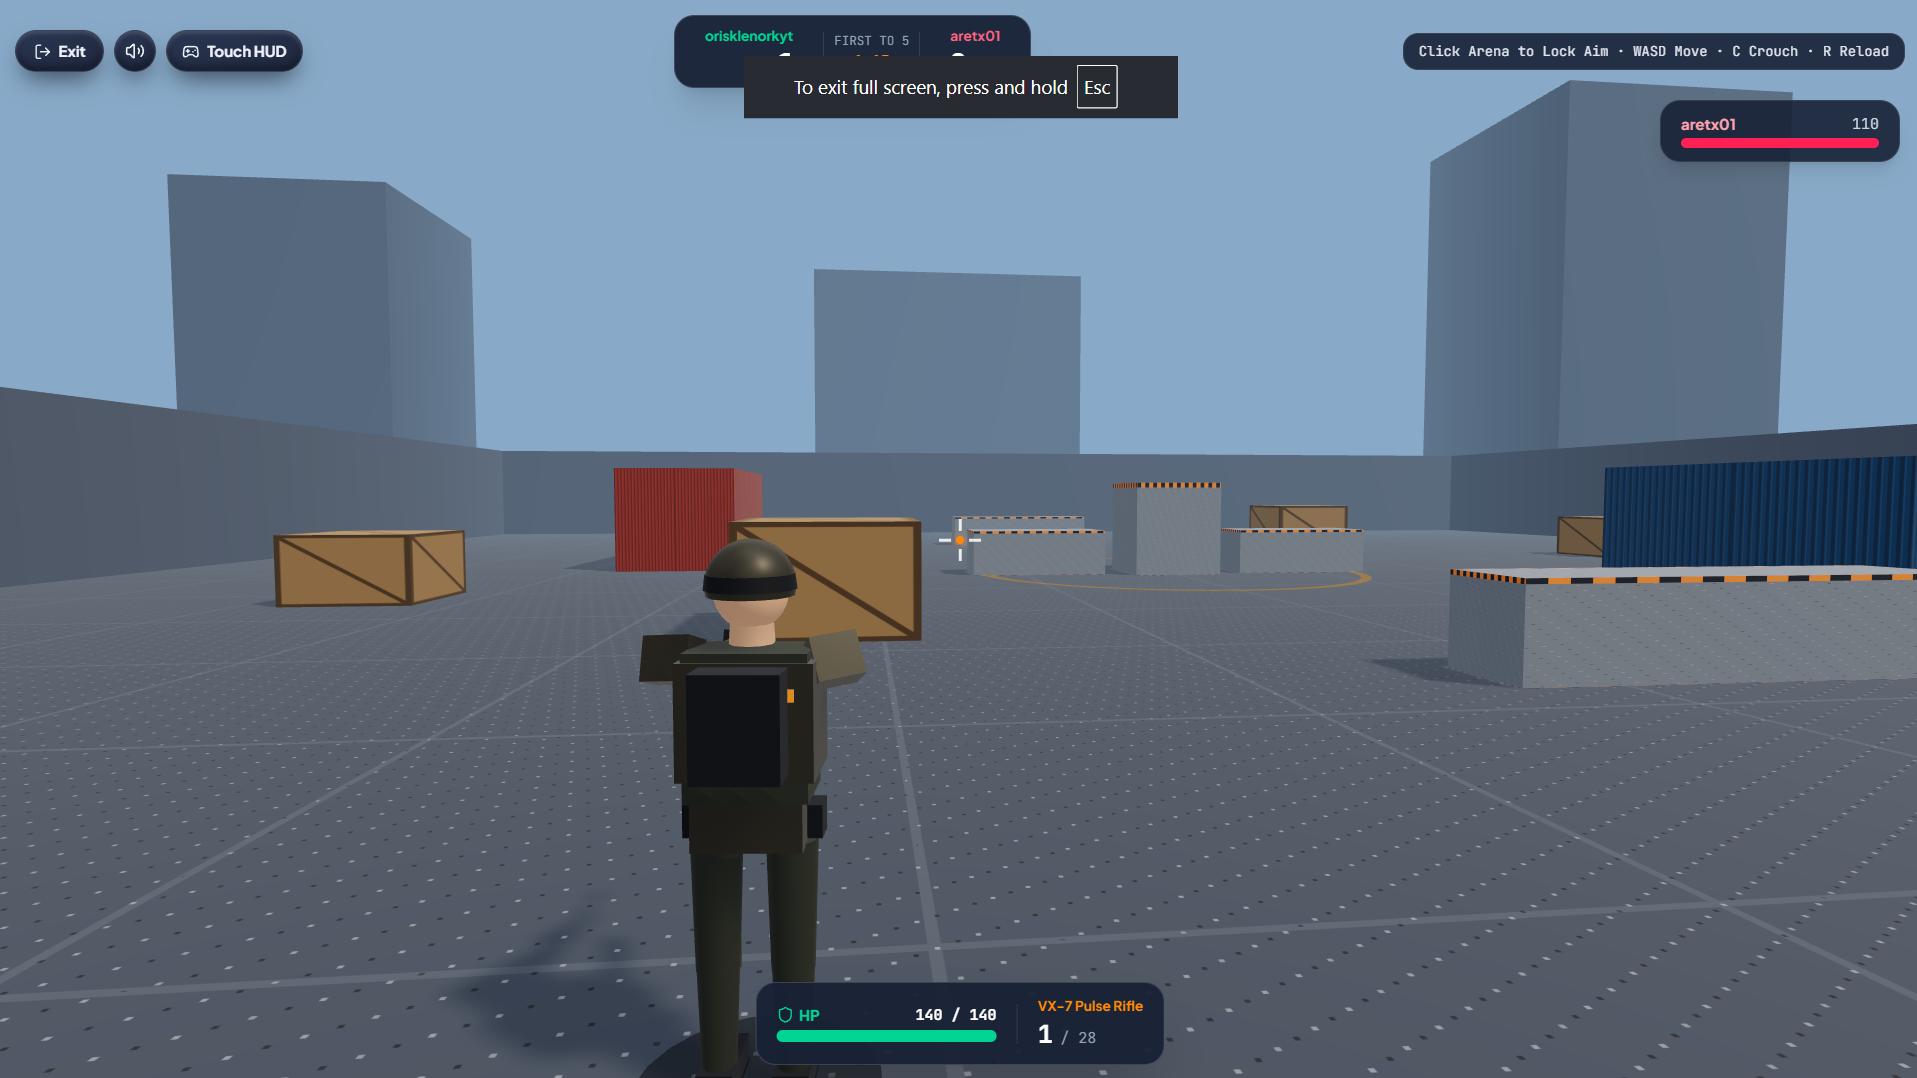 Exit
Touch HUD
orisklenorkyt
FIRST TO 5
aretx01
To exit full screen, press and hold Esc
Click Arena to Lock Aim · WASD Move · C Crouch · R Reload
aretx01 110
HP 140 / 140
VX-7 Pulse Rifle
1 / 28